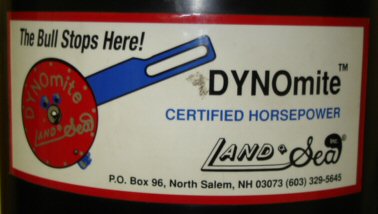 The Bull Stops Here!
DYNOmite
LAND & Sea
DYNOmite™
CERTIFIED HORSEPOWER
LAND & Sea Inc. ®
P.O. Box 96, North Salem, NH 03073 (603) 329-5645